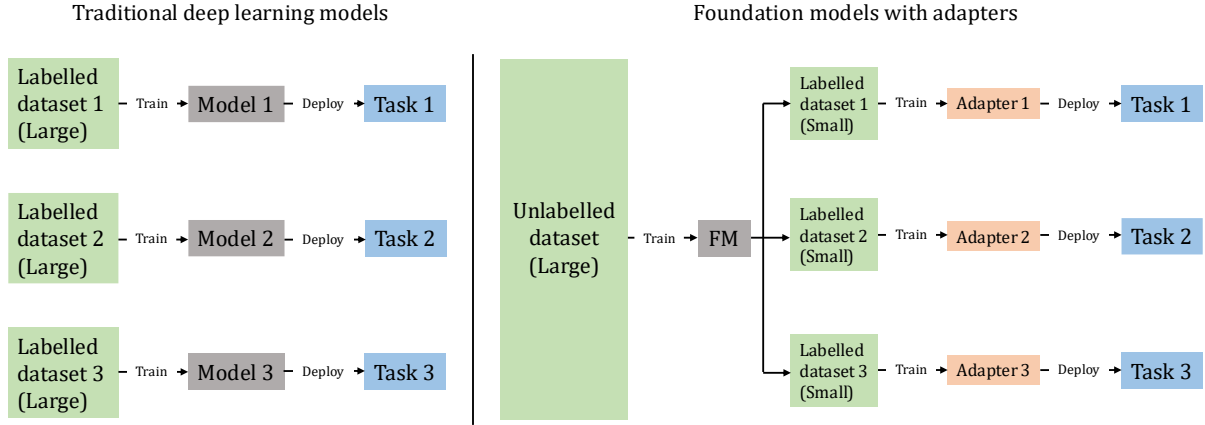 Traditional deep learning models
Labelled
dataset 1
(Large)
Train
Model 1
Deploy
Task 1
Labelled
dataset 2
(Large)
Train
Model 2
Deploy
Task 2
Labelled
dataset 3
(Large)
Train
Model 3
Deploy
Task 3
Foundation models with adapters
Unlabelled
dataset
(Large)
Train
FM
Labelled
dataset 1
(Small)
Train
Adapter 1
Deploy
Task 1
Labelled
dataset 2
(Small)
Train
Adapter 2
Deploy
Task 2
Labelled
dataset 3
(Small)
Train
Adapter 3
Deploy
Task 3